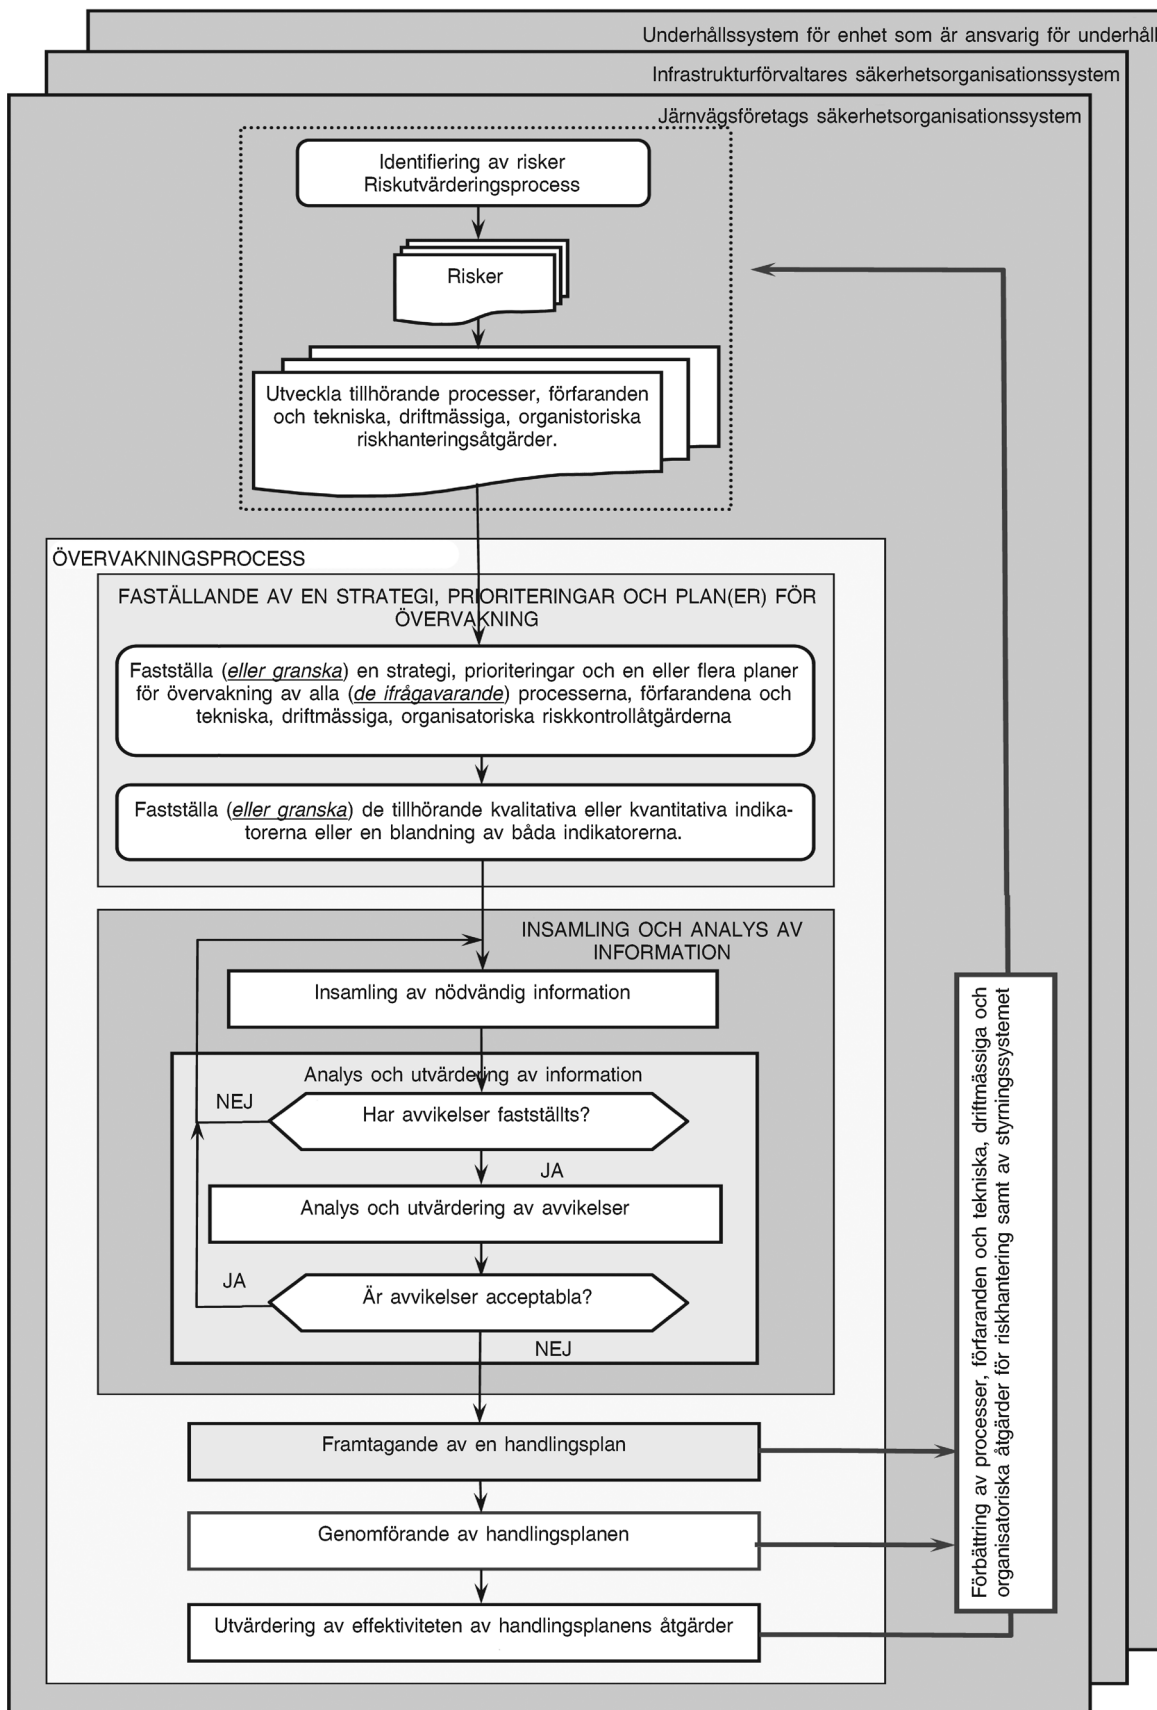 Underhållssystem för enhet som är ansvarig för underhåll
Infrastrukturförvaltares säkerhetsorganisationssystem
Järnvägsföretags säkerhetsorganisationssystem
Identifiering av risker
Riskutvärderingsprocess
Risker
Utveckla tillhörande processer, förfaranden
och tekniska, driftmässiga, organistoriska
riskhanteringsåtgärder.
ÖVERVAKNINGSPROCESS
FASTÄLLANDE AV EN STRATEGI, PRIORITERINGAR OCH PLAN(ER) FÖR
ÖVERVAKNING
Fastställa (eller granska) en strategi, prioriteringar och en eller flera planer
för övervakning av alla (de ifrågavarande) processerna, förfarandena och
tekniska, driftmässiga, organisatoriska riskkontrollåtgärderna
Fastställa (eller granska) de tillhörande kvalitativa eller kvantitativa indika-
torerna eller en blandning av båda indikatorerna.
INSAMLING OCH ANALYS AV
INFORMATION
Insamling av nödvändig information
Analys och utvärdering av information
NEJ
Har avvikelser fastställts?
JA
Analys och utvärdering av avvikelser
JA
Är avvikelser acceptabla?
NEJ
Framtagande av en handlingsplan
Genomförande av handlingsplanen
Utvärdering av effektiviteten av handlingsplanens åtgärder
Förbättring av processer, förfaranden och tekniska, driftmässiga och
organisatoriska åtgärder för riskhantering samt av styrningssystemet